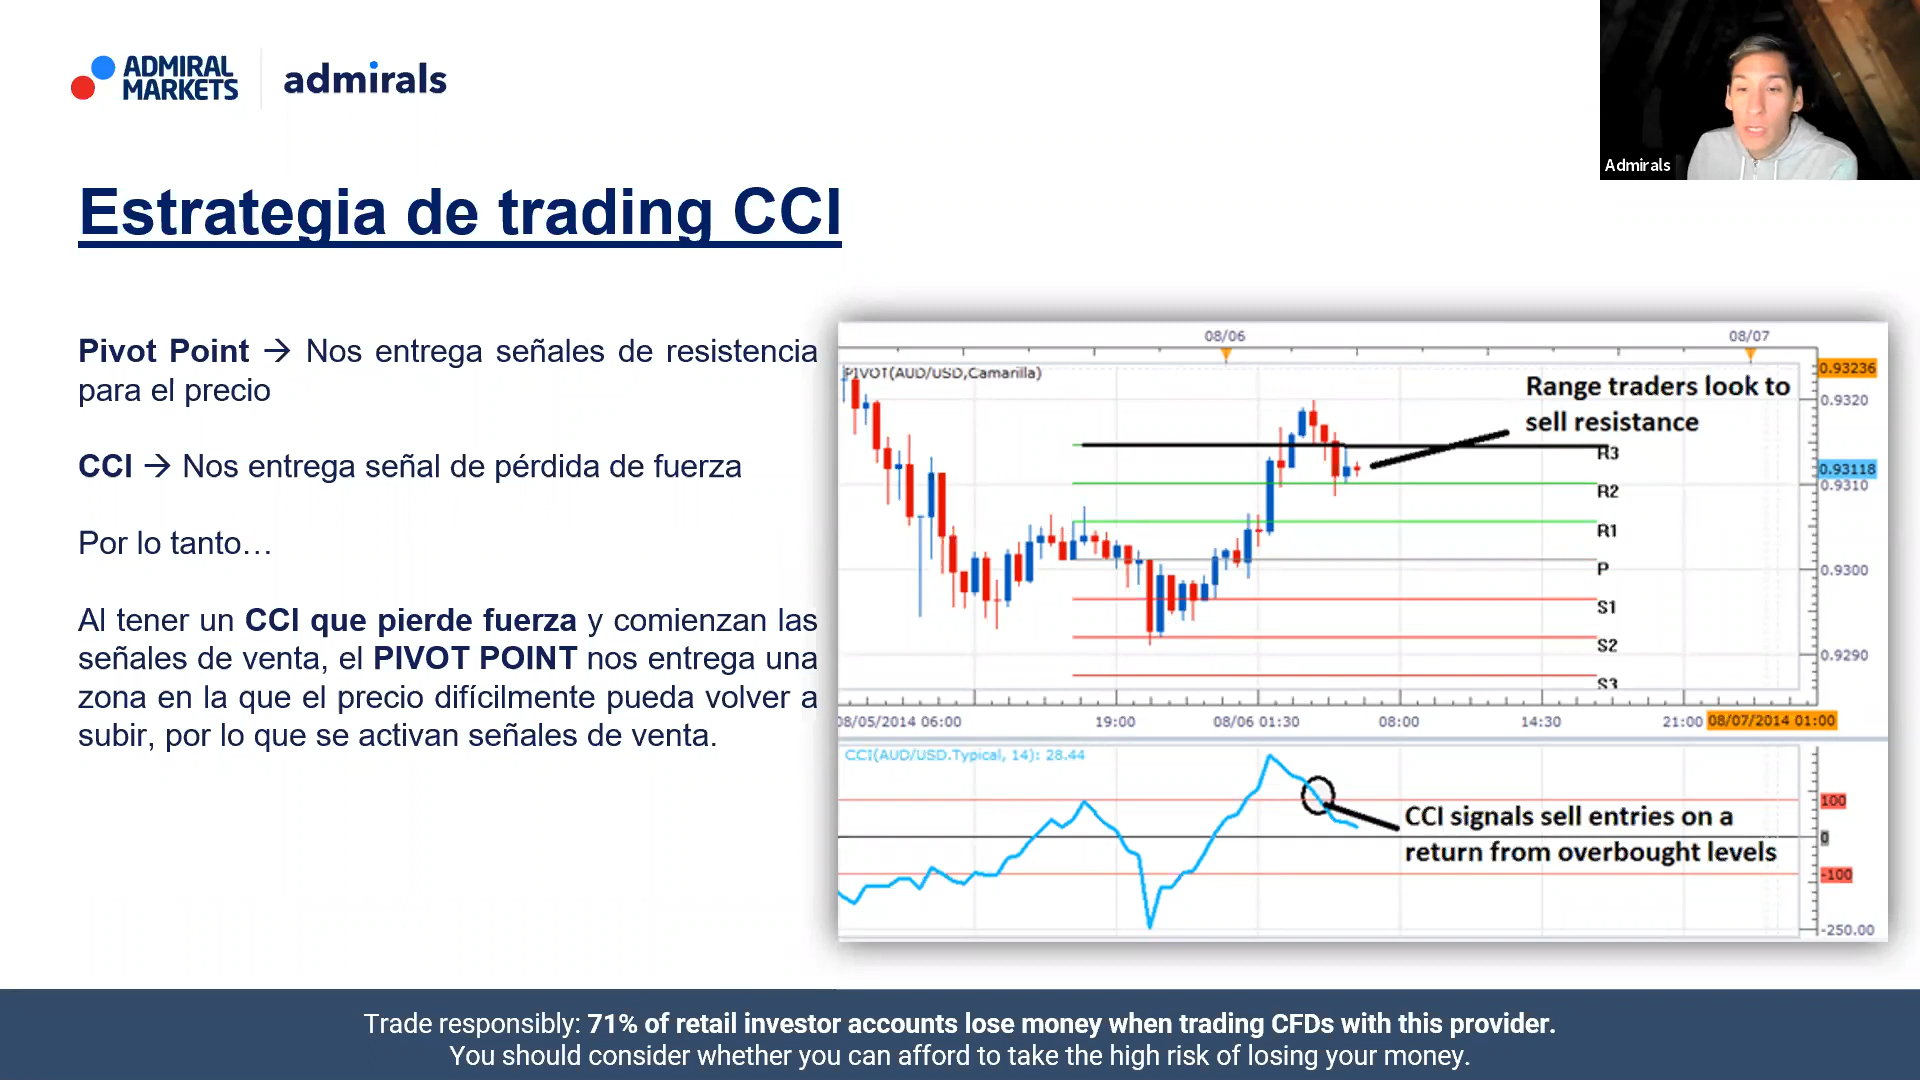 ADMIRAL
MARKETS
admirals
Admirals
Estrategia de trading CCI
Pivot Point → Nos entrega señales de resistencia
para el precio
CCI → Nos entrega señal de pérdida de fuerza
Por lo tanto…
Al tener un CCI que pierde fuerza y comienzan las
señales de venta, el PIVOT POINT nos entrega una
zona en la que el precio difícilmente pueda volver a
subir, por lo que se activan señales de venta.
08/06 08/07
PIVOT(AUD/USD,Camarilla)
Range traders look to
sell resistance
0.93236
0.9320
R3
0.93118
0.9310
R2
R1
P
0.9300
S1
S2
0.9290
S3
08/05/2014 06:00 19:00 08/06 01:30 08:00 14:30 21:00 08/07/2014 01:00
CCI(AUD/USD.Typical, 14): 28.44
CCI signals sell entries on a
return from overbought levels
100
0
-100
-250.00
Trade responsibly: 71% of retail investor accounts lose money when trading CFDs with this provider.
You should consider whether you can afford to take the high risk of losing your money.